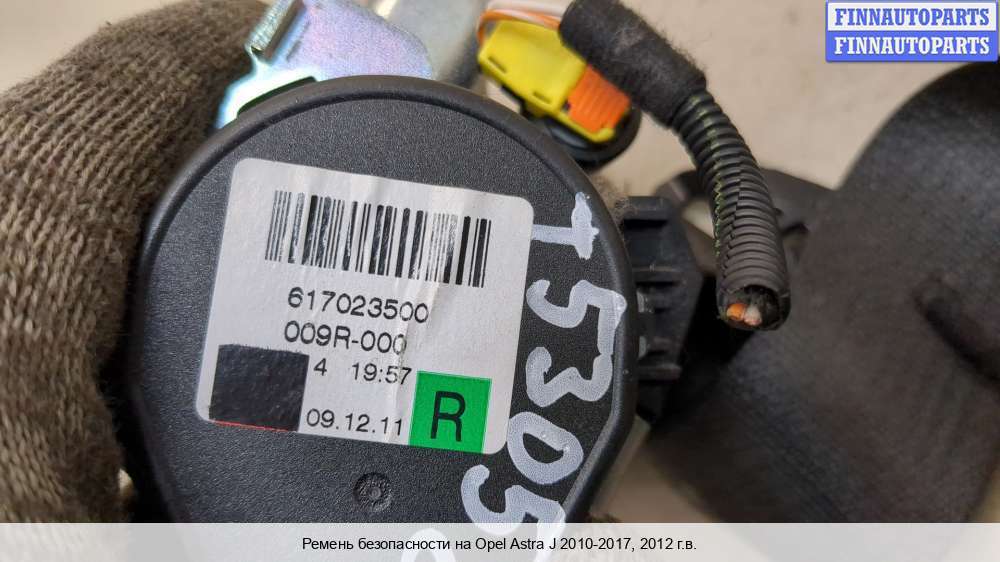 FINNAUTOPARTS
FINNAUTOPARTS
617023500
009R-000
4 19:57
09.12.11
R
T5305
Ремень безопасности на Opel Astra J 2010-2017, 2012 г.в.